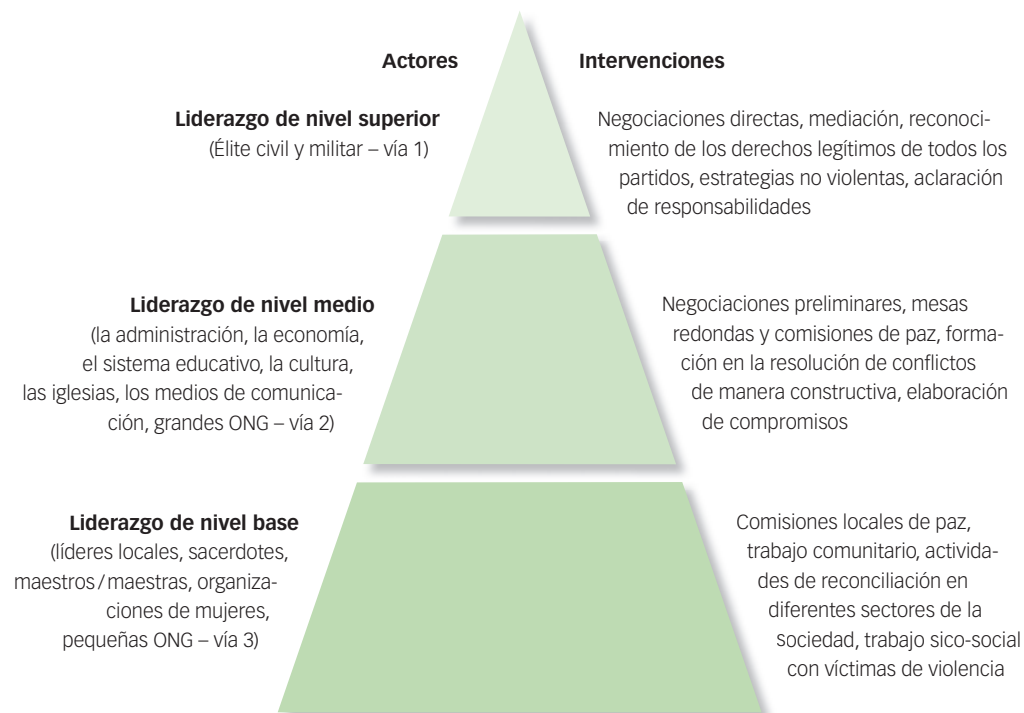 Actores
Intervenciones
Liderazgo de nivel superior
(Élite civil y militar – vía 1)
Negociaciones directas, mediación, reconoci-
miento de los derechos legítimos de todos los
partidos, estrategias no violentas, aclaración
de responsabilidades
Liderazgo de nivel medio
(la administración, la economía,
el sistema educativo, la cultura,
las iglesias, los medios de comunica-
ción, grandes ONG – vía 2)
Negociaciones preliminares, mesas
redondas y comisiones de paz, forma-
ción en la resolución de conflictos
de manera constructiva, elaboración
de compromisos
Liderazgo de nivel base
(líderes locales, sacerdotes,
maestros/maestras, organiza-
ciones de mujeres,
pequeñas ONG – vía 3)
Comisiones locales de paz,
trabajo comunitario, activida-
des de reconciliación en
diferentes sectores de la
sociedad, trabajo sico-social
con víctimas de violencia